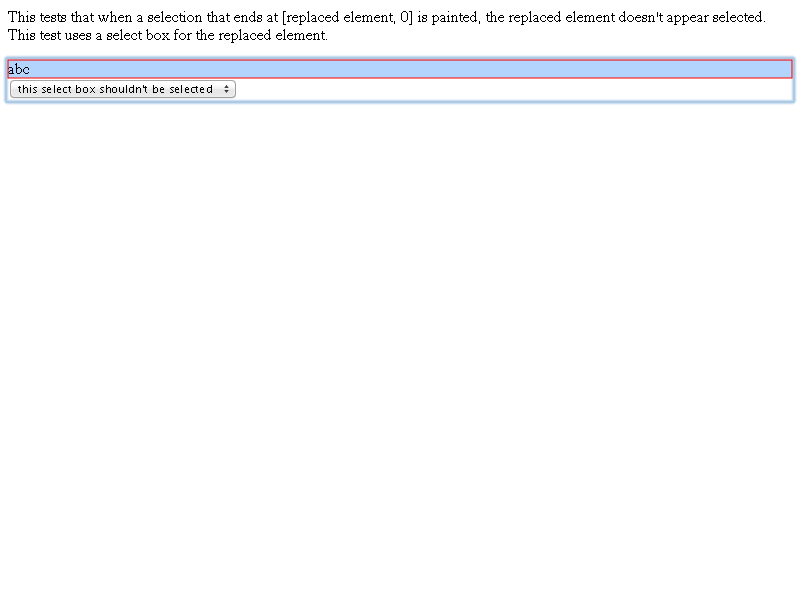 This tests that when a selection that ends at [replaced element, 0] is painted, the replaced element doesn't appear selected.
This test uses a select box for the replaced element.
abc
this select box shouldn't be selected